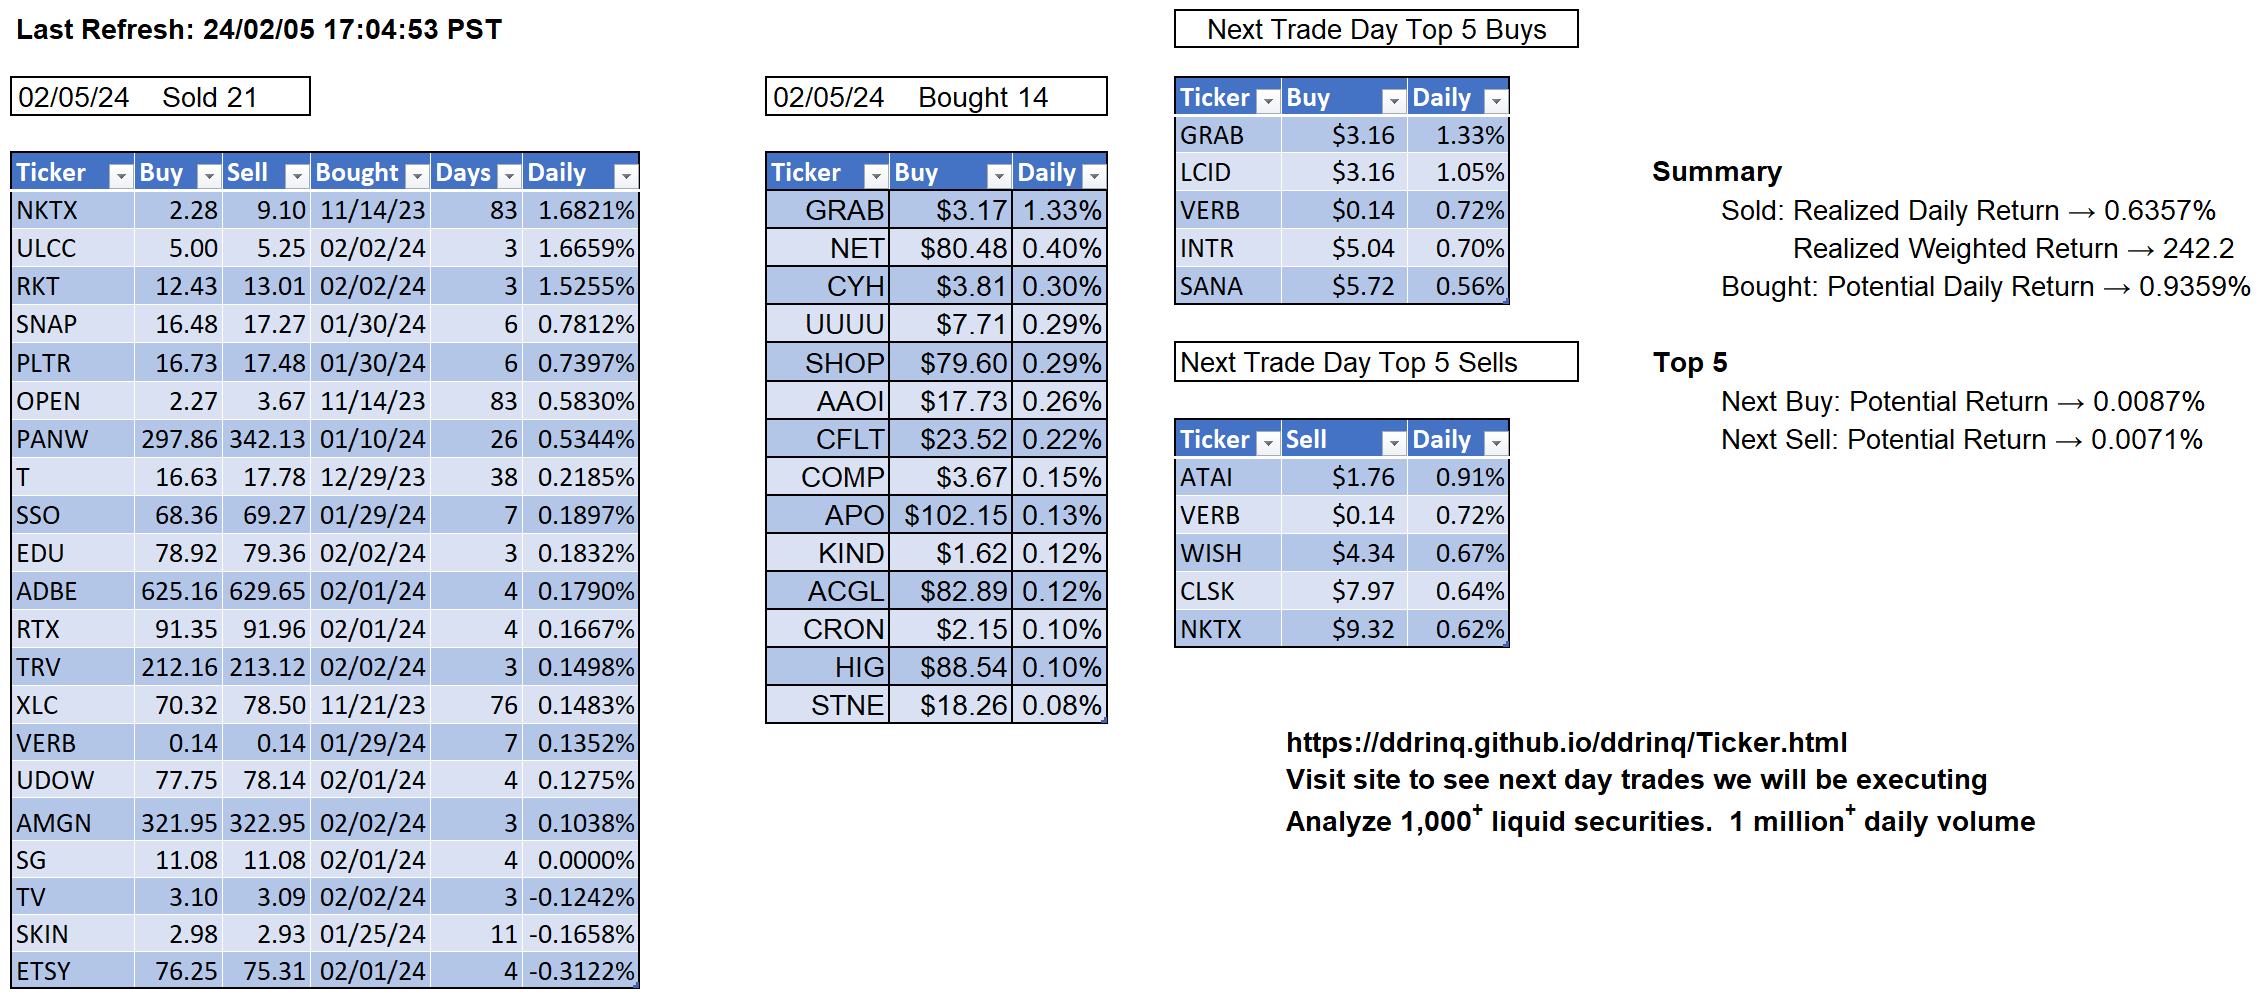 Last Refresh: 24/02/05 17:04:53 PST
02/05/24 Sold 21
Ticker Buy Sell Bought Days Daily
NKTX 2.28 9.10 11/14/23 83 1.6821%
ULCC 5.00 5.25 02/02/24 3 1.6659%
RKT 12.43 13.01 02/02/24 3 1.5255%
SNAP 16.48 17.27 01/30/24 6 0.7812%
PLTR 16.73 17.48 01/30/24 6 0.7397%
OPEN 2.27 3.67 11/14/23 83 0.5830%
PANW 297.86 342.13 01/10/24 26 0.5344%
T 16.63 17.78 12/29/23 38 0.2185%
SSO 68.36 69.27 01/29/24 7 0.1897%
EDU 78.92 79.36 02/02/24 3 0.1832%
ADBE 625.16 629.65 02/01/24 4 0.1790%
RTX 91.35 91.96 02/01/24 4 0.1667%
TRV 212.16 213.12 02/02/24 3 0.1498%
XLC 70.32 78.50 11/21/23 76 0.1483%
VERB 0.14 0.14 01/29/24 7 0.1352%
UDOW 77.75 78.14 02/01/24 4 0.1275%
AMGN 321.95 322.95 02/02/24 3 0.1038%
SG 11.08 11.08 02/01/24 4 0.0000%
TV 3.10 3.09 02/02/24 3 -0.1242%
SKIN 2.98 2.93 01/25/24 11 -0.1658%
ETSY 76.25 75.31 02/01/24 4 -0.3122%
02/05/24 Bought 14
Ticker Buy Daily
GRAB $3.17 1.33%
NET $80.48 0.40%
CYH $3.81 0.30%
UUUU $7.71 0.29%
SHOP $79.60 0.29%
AAOI $17.73 0.26%
CFLT $23.52 0.22%
COMP $3.67 0.15%
APO $102.15 0.13%
KIND $1.62 0.12%
ACGL $82.89 0.12%
CRON $2.15 0.10%
HIG $88.54 0.10%
STNE $18.26 0.08%
Next Trade Day Top 5 Buys
Ticker Buy Daily
GRAB $3.16 1.33%
LCID $3.16 1.05%
VERB $0.14 0.72%
INTR $5.04 0.70%
SANA $5.72 0.56%
Next Trade Day Top 5 Sells
Ticker Sell Daily
ATAI $1.76 0.91%
VERB $0.14 0.72%
WISH $4.34 0.67%
CLSK $7.97 0.64%
NKTX $9.32 0.62%
Summary
Sold: Realized Daily Return → 0.6357%
Realized Weighted Return → 242.2
Bought: Potential Daily Return → 0.9359%
Top 5
Next Buy: Potential Return → 0.0087%
Next Sell: Potential Return → 0.0071%
https://ddrinq.github.io/ddrinq/Ticker.html
Visit site to see next day trades we will be executing
Analyze 1,000+ liquid securities. 1 million+ daily volume